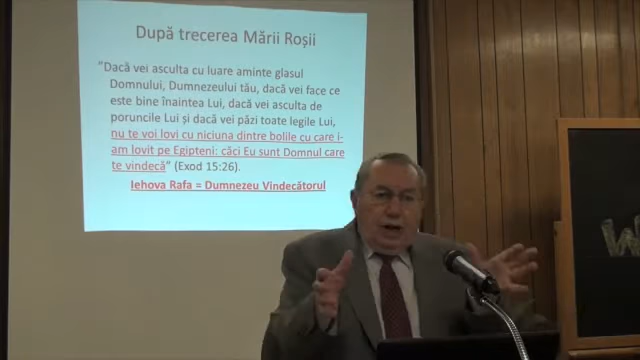 După trecerea Mării Roșii
"Dacă vei asculta cu luare aminte glasul
Domnului, Dumnezeului tău, dacă vei face ce
este bine înaintea Lui, dacă vei asculta de
poruncile Lui și dacă vei păzi toate legile Lui,
nu te voi lovi cu niciuna dintre bolile cu care i-
am lovit pe Egipteni: căci Eu sunt Domnul care
te vindecă" (Exod 15:26).
Iehova Rafa = Dumnezeu Vindecătorul